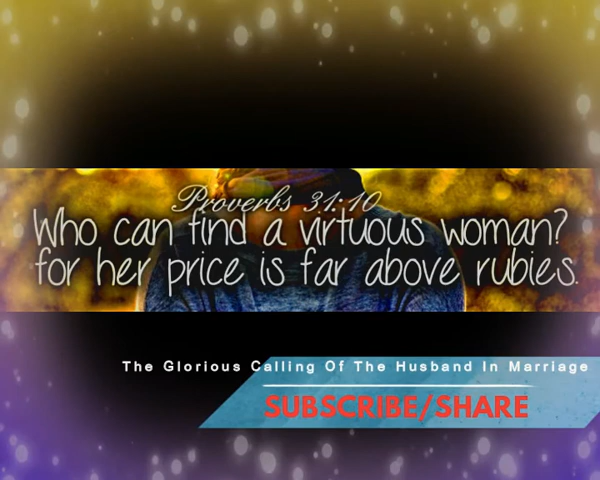 Proverbs 31:10
Who can find a virtuous woman?
for her price is far above rubies.
The Glorious Calling Of The Husband In Marriage
SUBSCRIBE/SHARE